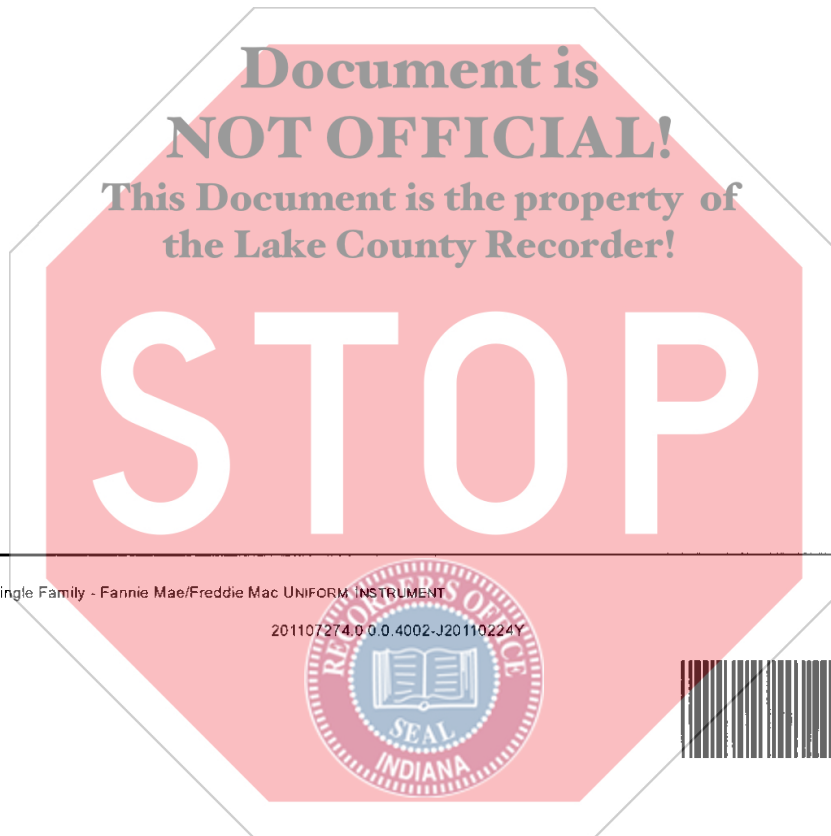 Document is
NOT OFFICIAL!
This Document is the property of
the Lake County Recorder!
STOP
ingle Family - Fannie Mae/Freddie Mac UNIFORM INSTRUMENT
201107274.0.0.0.4002-J20110224Y
RECORDER'S OFFICE
SEAL
INDIANA